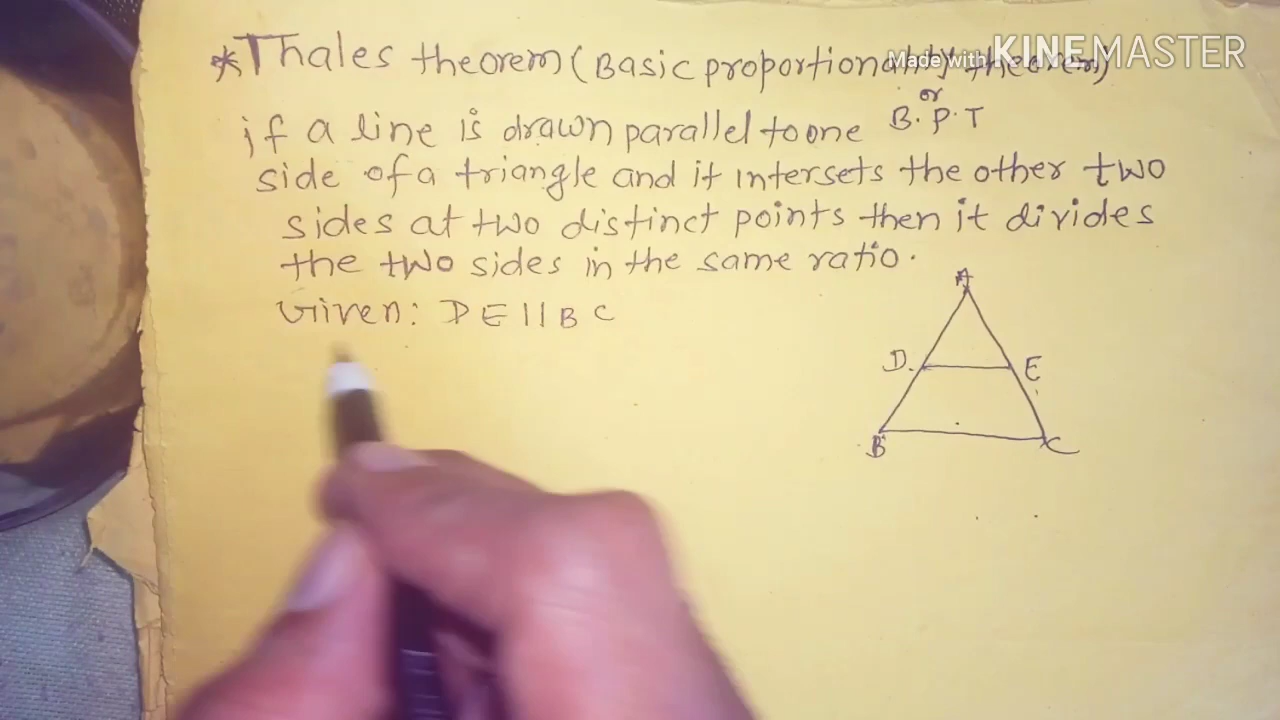 *Thales theorem (Basic proportionality theorem)
Made with KINEMASTER
or
B.P.T
if a line is drawn parallel to one
side of a triangle and it intersets the other two
sides at two distinct points then it divides
the two sides in the same ratio.
Given: DE || BC
A
D
E
B
C